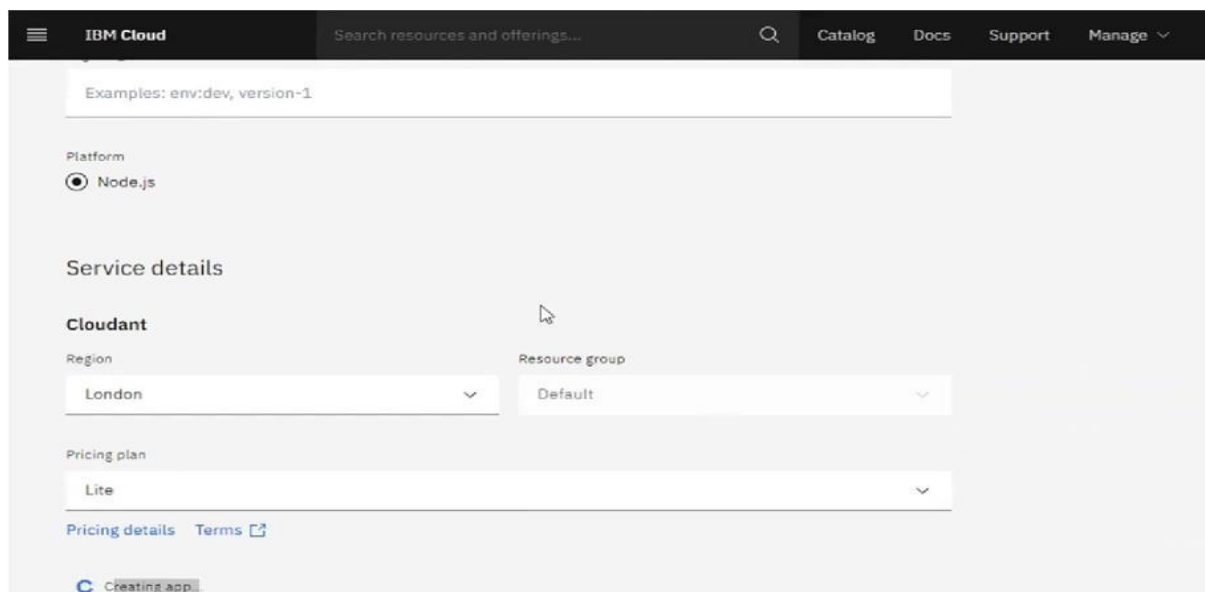 IBM Cloud Search resources and offerings... Catalog Docs Support Manage
Examples: env:dev, version-1
Platform
Node.js
Service details
Cloudant
Region Resource group
London Default
Pricing plan
Lite
Pricing details Terms
Creating app...